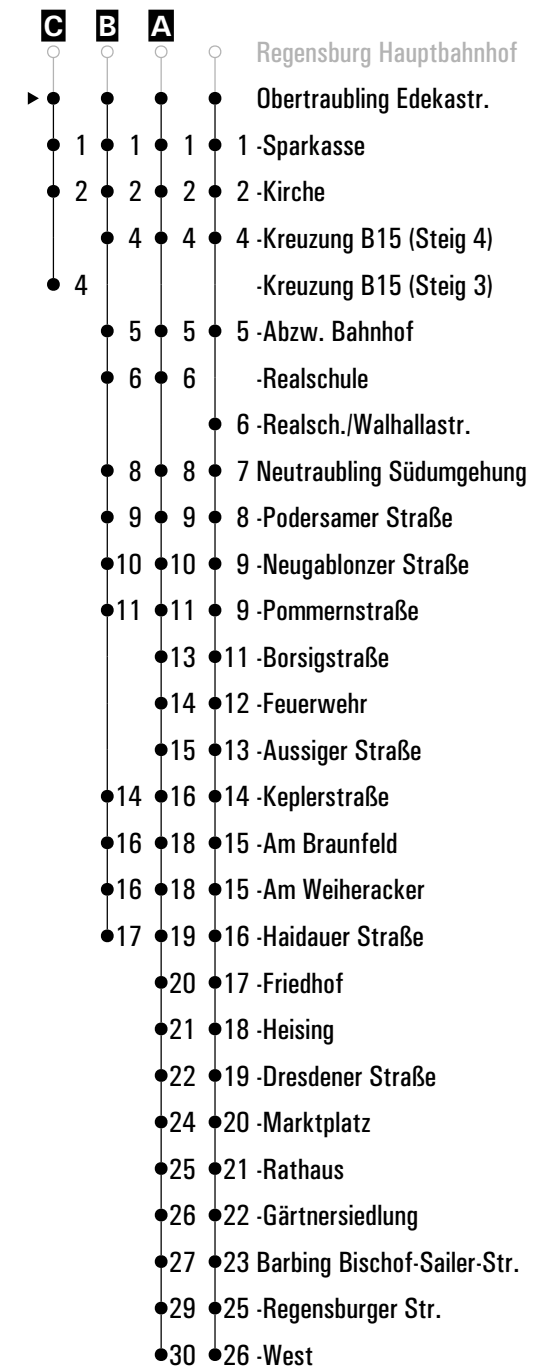 C B A
Regensburg Hauptbahnhof
Obertraubling Edekastr.
1 1 1 1 -Sparkasse
2 2 2 2 -Kirche
4 4 4 -Kreuzung B15 (Steig 4)
4 -Kreuzung B15 (Steig 3)
5 5 5 -Abzw. Bahnhof
6 6 -Realschule
6 -Realsch./Walhallastr.
8 8 7 Neutraubling Südumgehung
9 9 8 -Podersamer Straße
10 10 9 -Neugablonzer Straße
11 11 9 -Pommernstraße
13 11 -Borsigstraße
14 12 -Feuerwehr
15 13 -Aussiger Straße
14 16 14 -Keplerstraße
16 18 15 -Am Braunfeld
16 18 15 -Am Weiheracker
17 19 16 -Haidauer Straße
20 17 -Friedhof
21 18 -Heising
22 19 -Dresdener Straße
24 20 -Marktplatz
25 21 -Rathaus
26 22 -Gärtnersiedlung
27 23 Barbing Bischof-Sailer-Str.
29 25 -Regensburger Str.
30 26 -West